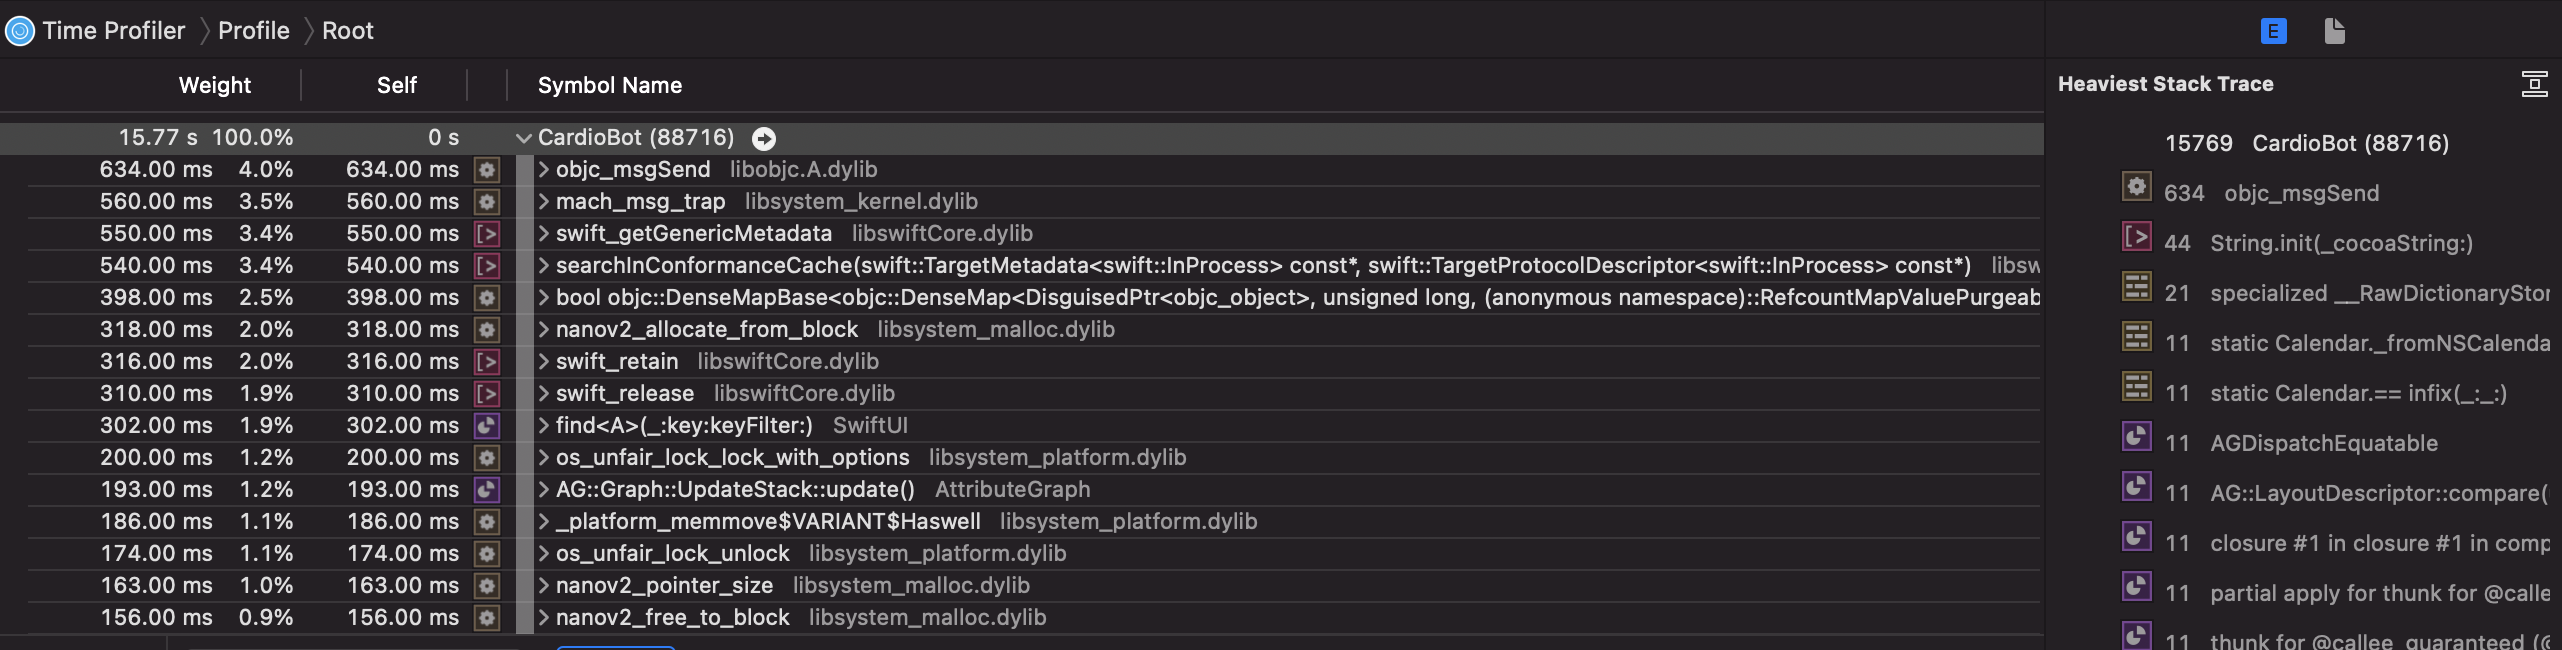 Time Profiler Profile Root
E
Weight Self Symbol Name
Heaviest Stack Trace
15.77 s 100.0% 0 s CardioBot (88716)
634.00 ms 4.0% 634.00 ms objc_msgSend libobjc.A.dylib
560.00 ms 3.5% 560.00 ms mach_msg_trap libsystem_kernel.dylib
550.00 ms 3.4% 550.00 ms swift_getGenericMetadata libswiftCore.dylib
540.00 ms 3.4% 540.00 ms searchInConformanceCache(swift::TargetMetadata<swift::InProcess> const*, swift::TargetProtocolDescriptor<swift::InProcess> const*) libsw
398.00 ms 2.5% 398.00 ms bool objc::DenseMapBase<objc::DenseMap<DisguisedPtr<objc_object>, unsigned long, (anonymous namespace)::RefcountMapValuePurgeab
318.00 ms 2.0% 318.00 ms nanov2_allocate_from_block libsystem_malloc.dylib
316.00 ms 2.0% 316.00 ms swift_retain libswiftCore.dylib
310.00 ms 1.9% 310.00 ms swift_release libswiftCore.dylib
302.00 ms 1.9% 302.00 ms find<A>(_:key:keyFilter:) SwiftUI
200.00 ms 1.2% 200.00 ms os_unfair_lock_lock_with_options libsystem_platform.dylib
193.00 ms 1.2% 193.00 ms AG::Graph::UpdateStack::update() AttributeGraph
186.00 ms 1.1% 186.00 ms _platform_memmove$VARIANT$Haswell libsystem_platform.dylib
174.00 ms 1.1% 174.00 ms os_unfair_lock_unlock libsystem_platform.dylib
163.00 ms 1.0% 163.00 ms nanov2_pointer_size libsystem_malloc.dylib
156.00 ms 0.9% 156.00 ms nanov2_free_to_block libsystem_malloc.dylib
15769 CardioBot (88716)
634 objc_msgSend
44 String.init(_cocoaString:)
21 specialized __RawDictionaryStor
11 static Calendar._fromNSCalenda
11 static Calendar.== infix(_:_:)
11 AGDispatchEquatable
11 AG::LayoutDescriptor::compare(
11 closure #1 in closure #1 in comp
11 partial apply for thunk for @calle
11 thunk for @callee_guaranteed (@